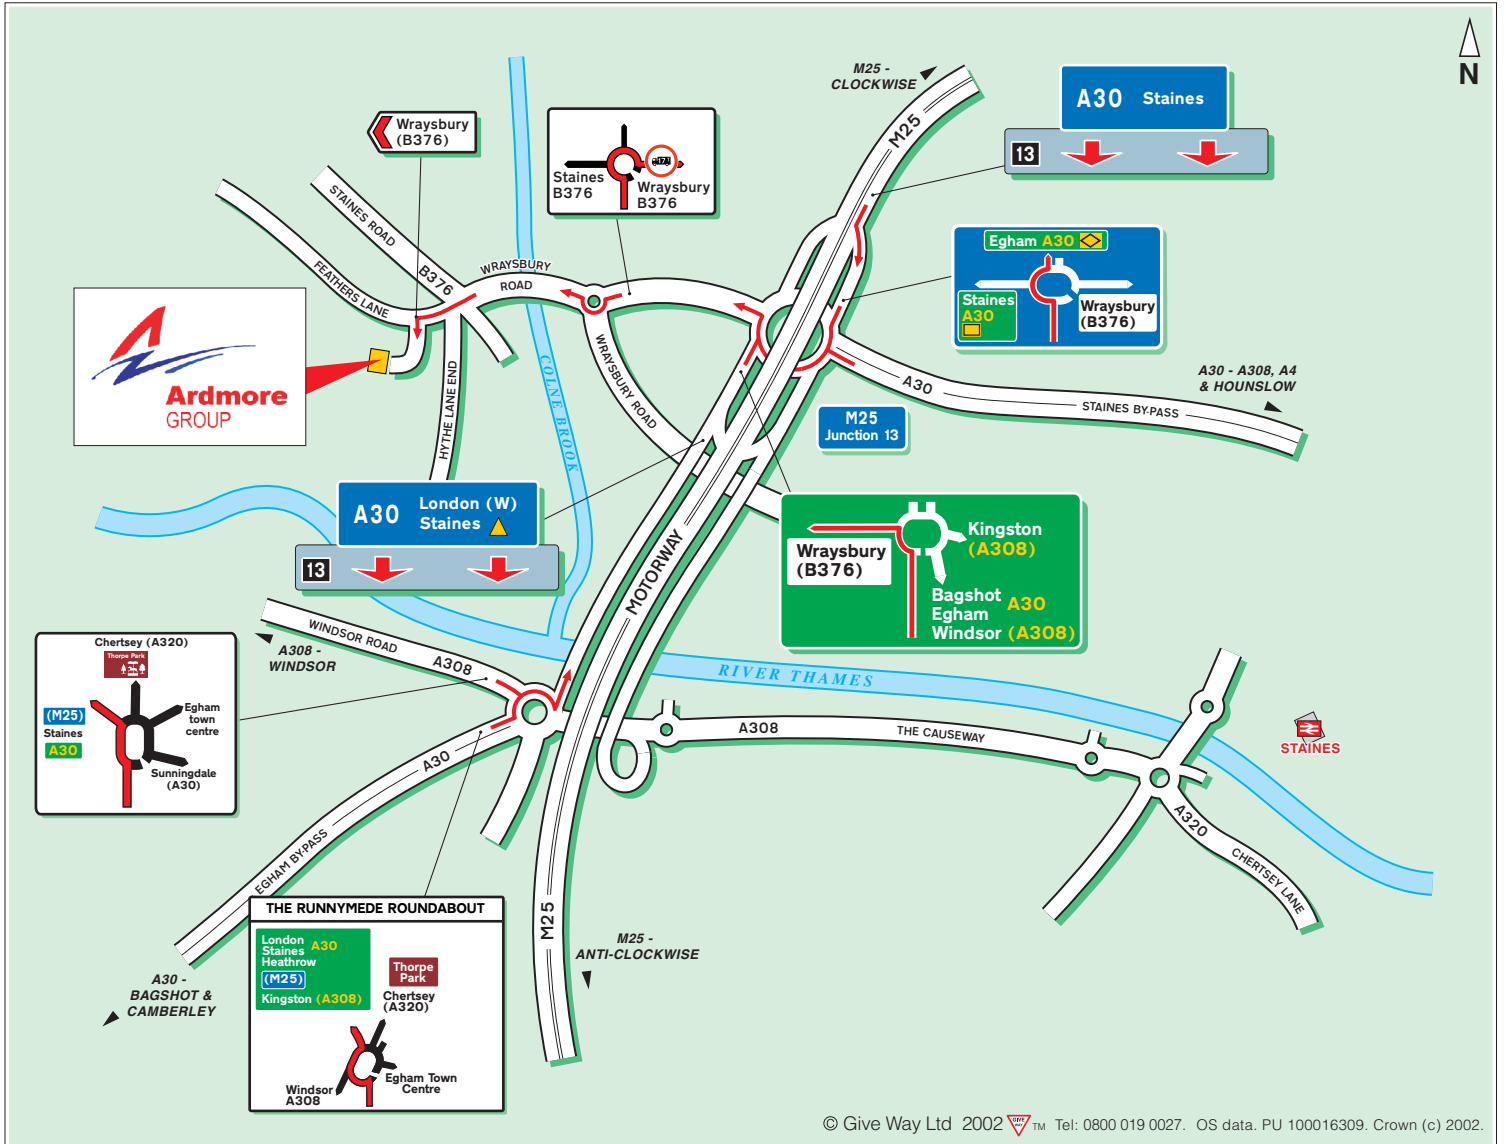 M25 -
CLOCKWISE
N
A30 Staines
13
Wraysbury
(B376)
Staines
B376
Wraysbury
B376
M25
STAINES ROAD
B376
FEATHERS LANE
WRAYSBURY
ROAD
Egham A30
Staines
A30
Wraysbury
(B376)
Ardmore
GROUP
HYTHE LANE END
COLNE BROOK
WRAYSBURY ROAD
A30
STAINES BY-PASS
A30 - A308, A4
& HOUNSLOW
M25
Junction 13
A30 London (W)
Staines
13
MOTORWAY
Wraysbury
(B376)
Kingston
(A308)
Bagshot
Egham A30
Windsor (A308)
WINDSOR ROAD
A308
A308 -
WINDSOR
RIVER THAMES
Chertsey (A320)
Thorpe Park
(M25)
Staines
A30
Egham
town
centre
Sunningdale
(A30)
A308
THE CAUSEWAY
STAINES
A30
EGHAM BY-PASS
A320
CHERTSEY LANE
THE RUNNYMEDE ROUNDABOUT
London
Staines A30
Heathrow
(M25)
Kingston (A308)
Thorpe
Park
Chertsey
(A320)
Windsor
A308
Egham Town
Centre
M25
M25 -
ANTI-CLOCKWISE
A30 -
BAGSHOT &
CAMBERLEY
© Give Way Ltd 2002 GIVE WAY TM Tel: 0800 019 0027. OS data. PU 100016309. Crown (c) 2002.